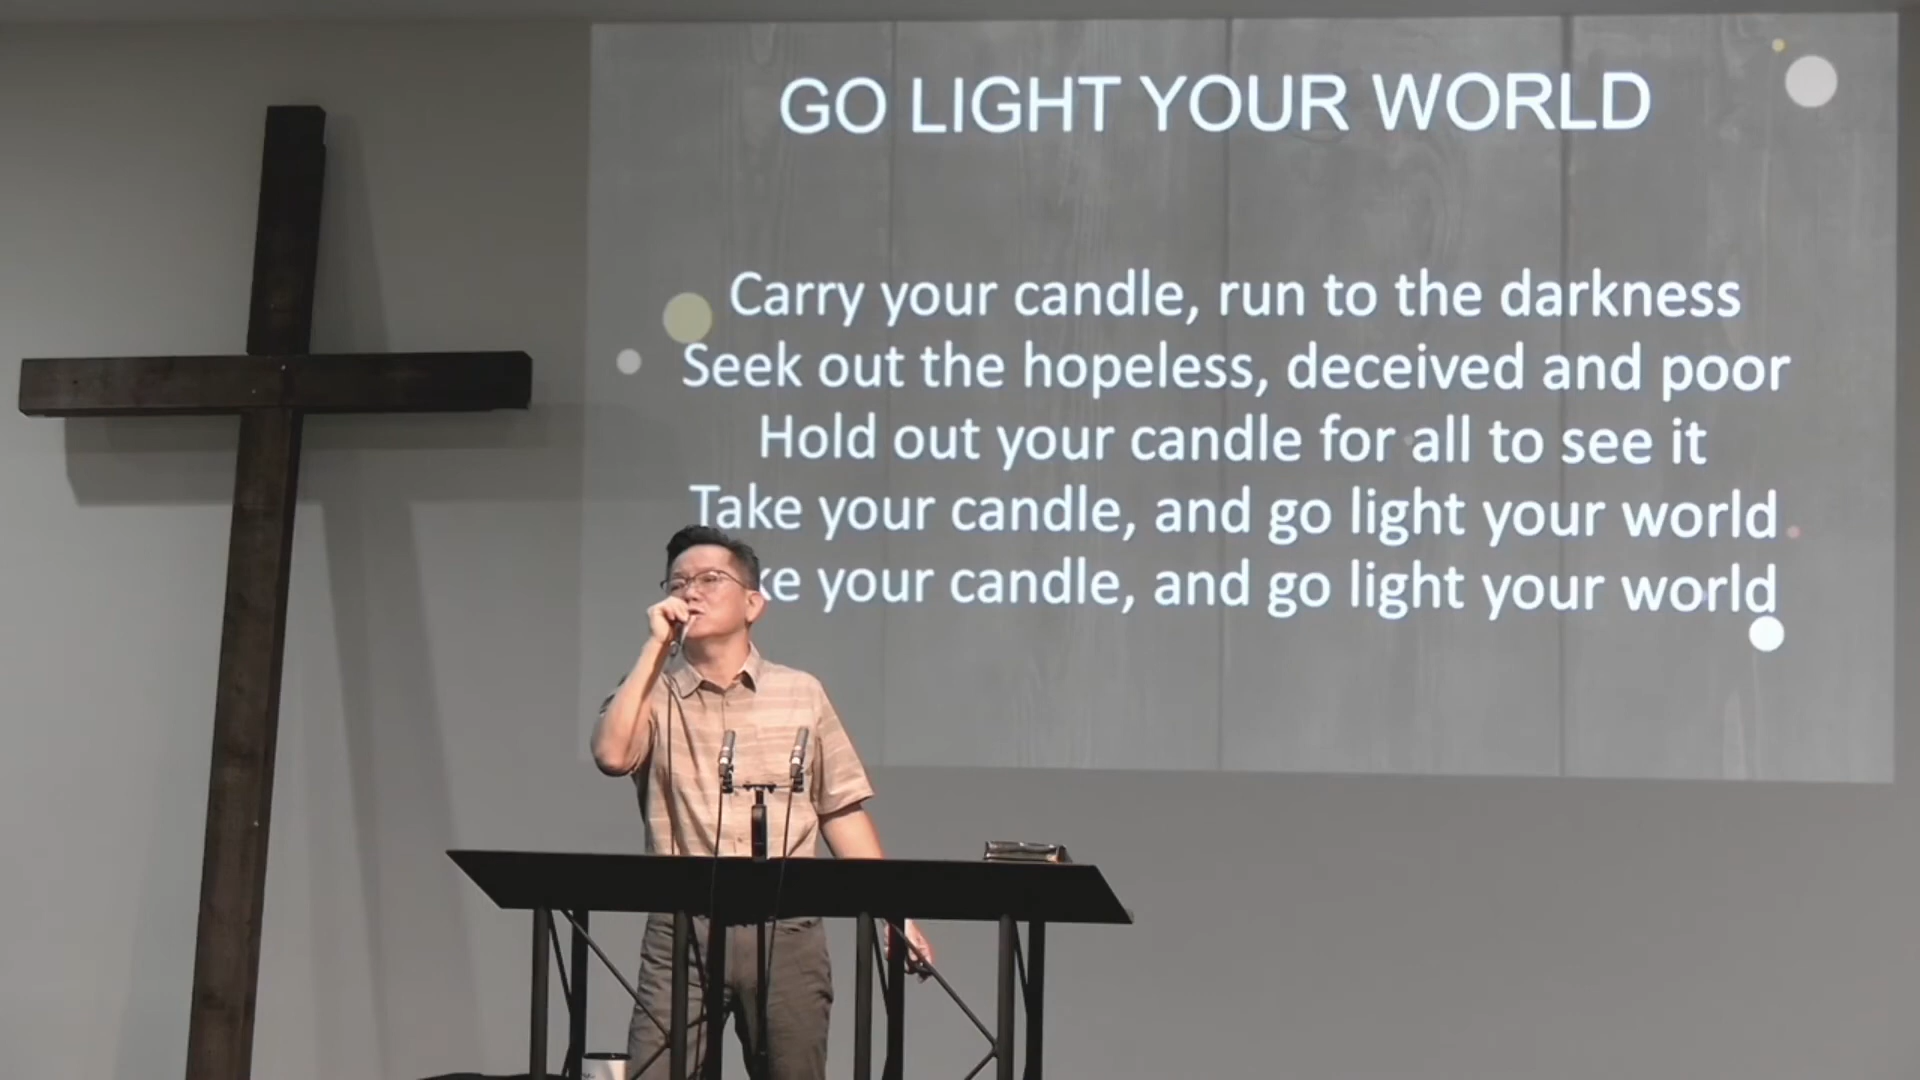 GO LIGHT YOUR WORLD
Carry your candle, run to the darkness
Seek out the hopeless, deceived and poor
Hold out your candle for all to see it
Take your candle, and go light your world
ke your candle, and go light your world